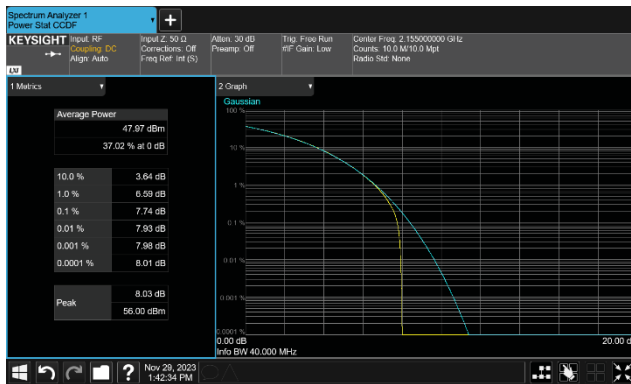 Spectrum Analyzer 1
Power Stat CCDF
KEYSIGHT
Input: RF
Coupling: DC
Align: Auto
Input Z: 50 Ω
Corrections: Off
Freq Ref: Int (S)
Atten: 30 dB
Preamp: Off
Trig: Free Run
#IF Gain: Low
Center Freq: 2.155000000 GHz
Counts: 10.0 M/10.0 Mpt
Radio Std: None
1 Metrics
Average Power
47.97 dBm
37.02 % at 0 dB
10.0 % 3.64 dB
1.0 % 6.59 dB
0.1 % 7.74 dB
0.01 % 7.93 dB
0.001 % 7.98 dB
0.0001 % 8.01 dB
Peak
8.03 dB
56.00 dBm
2 Graph
Gaussian
100 %
10 %
1 %
0.1 %
0.01 %
0.001 %
0.0001 %
0.00 dB
20.00 d
Info BW 40.000 MHz
Nov 29, 2023
1:42:34 PM